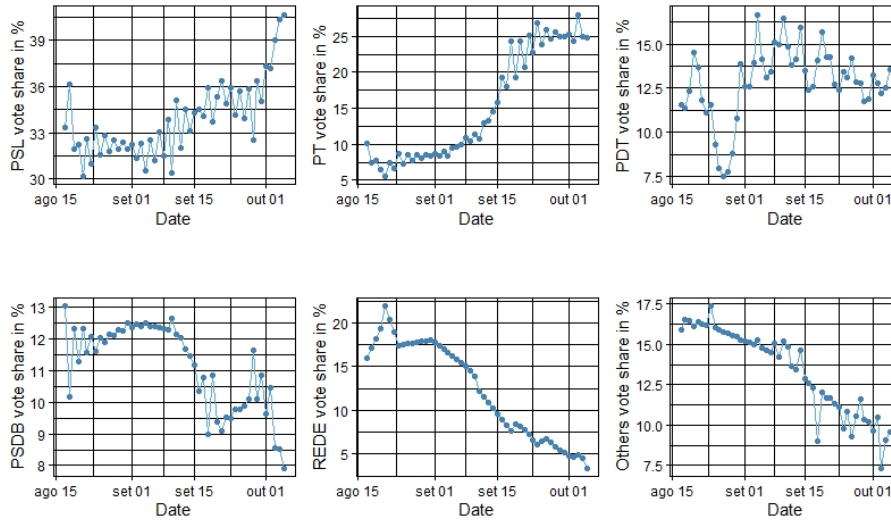 PSL vote share in %
39
36
33
30
ago 15
set 01
set 15
out 01
Date
PT vote share in %
25
20
15
10
5
ago 15
set 01
set 15
out 01
Date
PDT vote share in %
15.0
12.5
10.0
7.5
ago 15
set 01
set 15
out 01
Date
PSDB vote share in %
13
12
11
10
9
8
ago 15
set 01
set 15
out 01
Date
REDE vote share in %
20
15
10
5
ago 15
set 01
set 15
out 01
Date
Others vote share in %
17.5
15.0
12.5
10.0
7.5
ago 15
set 01
set 15
out 01
Date